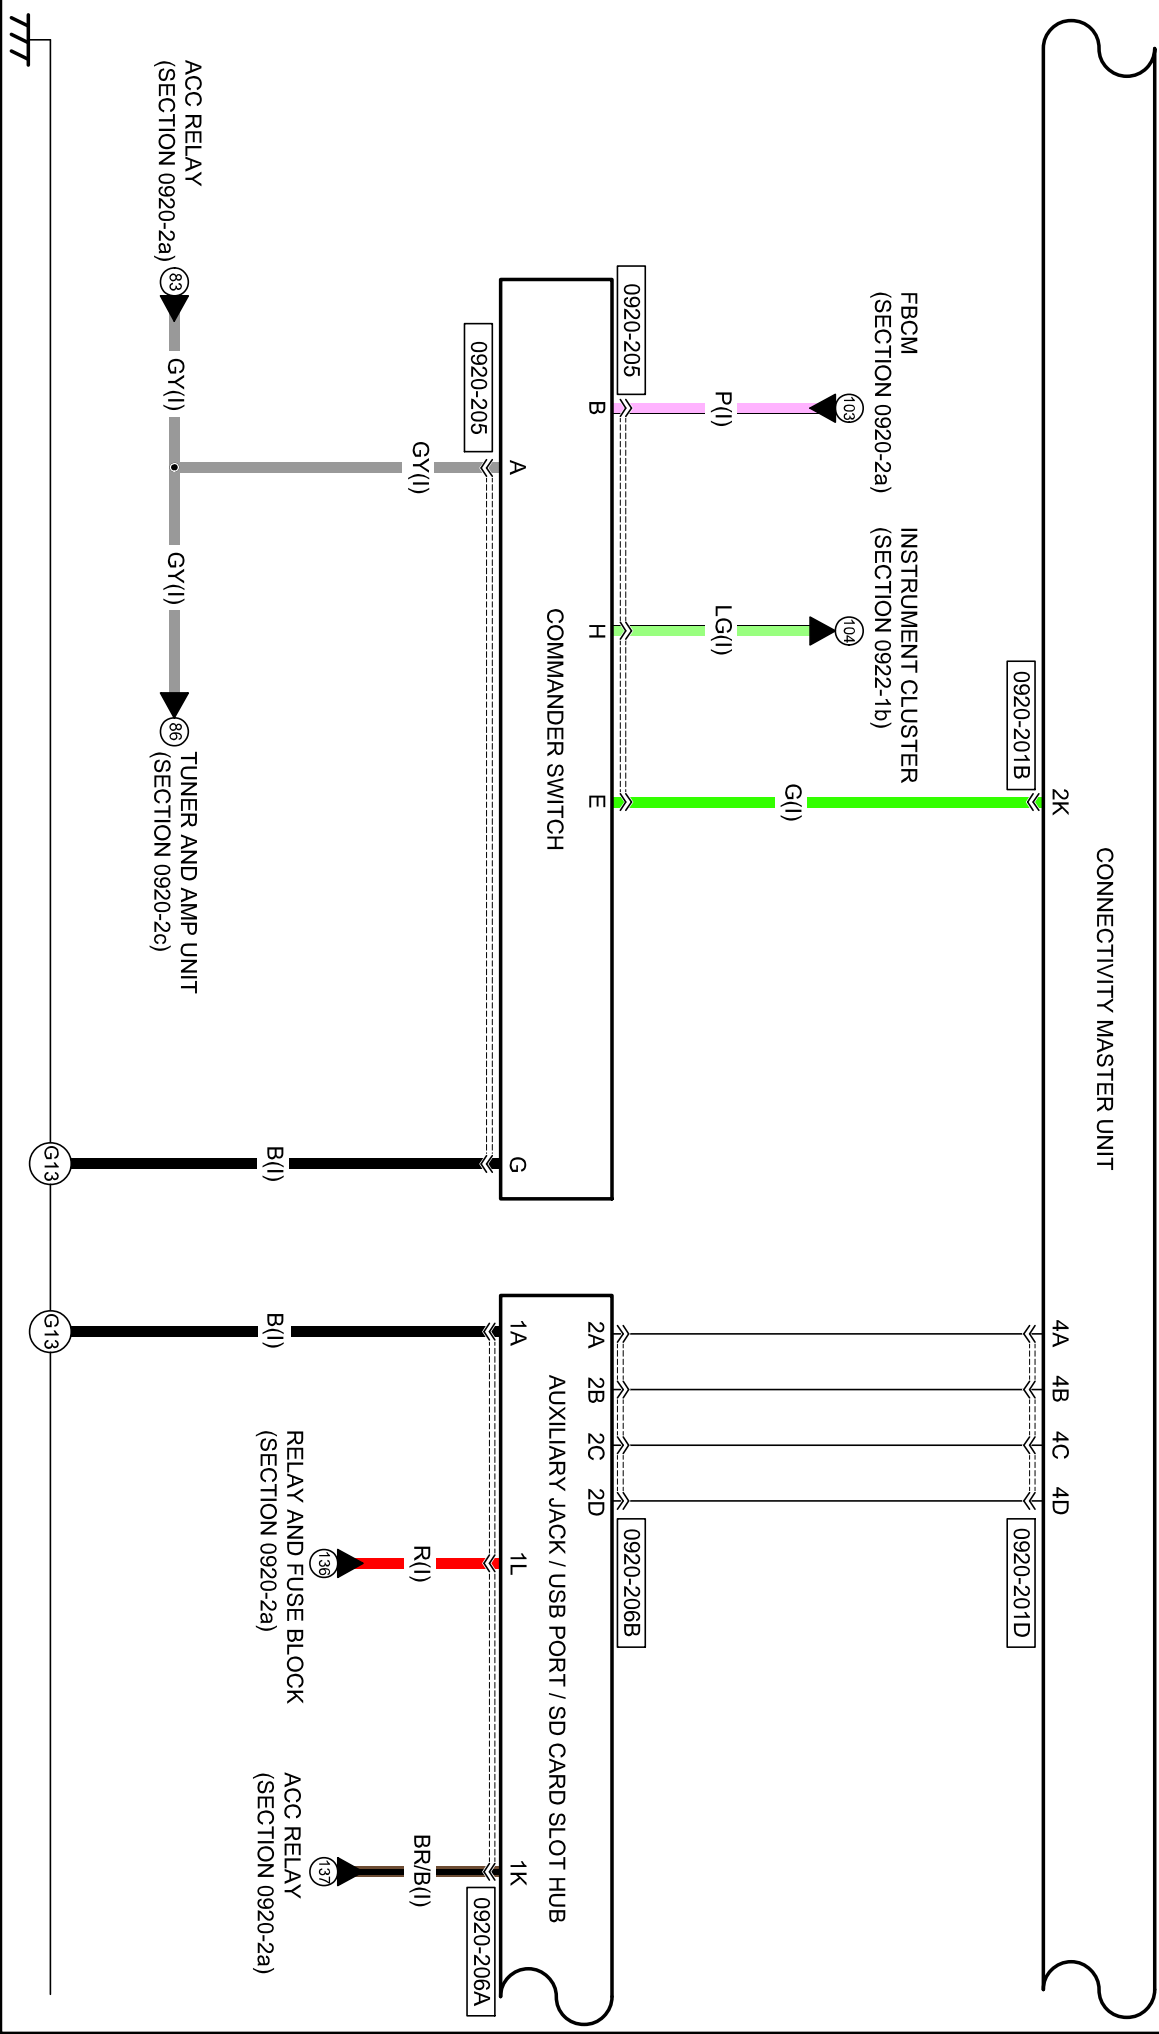 CONNECTIVITY MASTER UNIT
2K
4A
4B
4C
4D
0920-201B
0920-201D
FBCM
(SECTION 0920-2a)
103
INSTRUMENT CLUSTER
(SECTION 0922-1b)
104
P(I)
LG(I)
G(I)
0920-205
0920-206B
B
H
E
2A
2B
2C
2D
COMMANDER SWITCH
AUXILIARY JACK / USB PORT / SD CARD SLOT HUB
A
G
1A
1L
1K
0920-205
0920-206A
GY(I)
R(I)
BR/B(I)
136
137
RELAY AND FUSE BLOCK
(SECTION 0920-2a)
ACC RELAY
(SECTION 0920-2a)
B(I)
B(I)
ACC RELAY
(SECTION 0920-2a)
83
GY(I)
GY(I)
86
TUNER AND AMP UNIT
(SECTION 0920-2c)
G13
G13